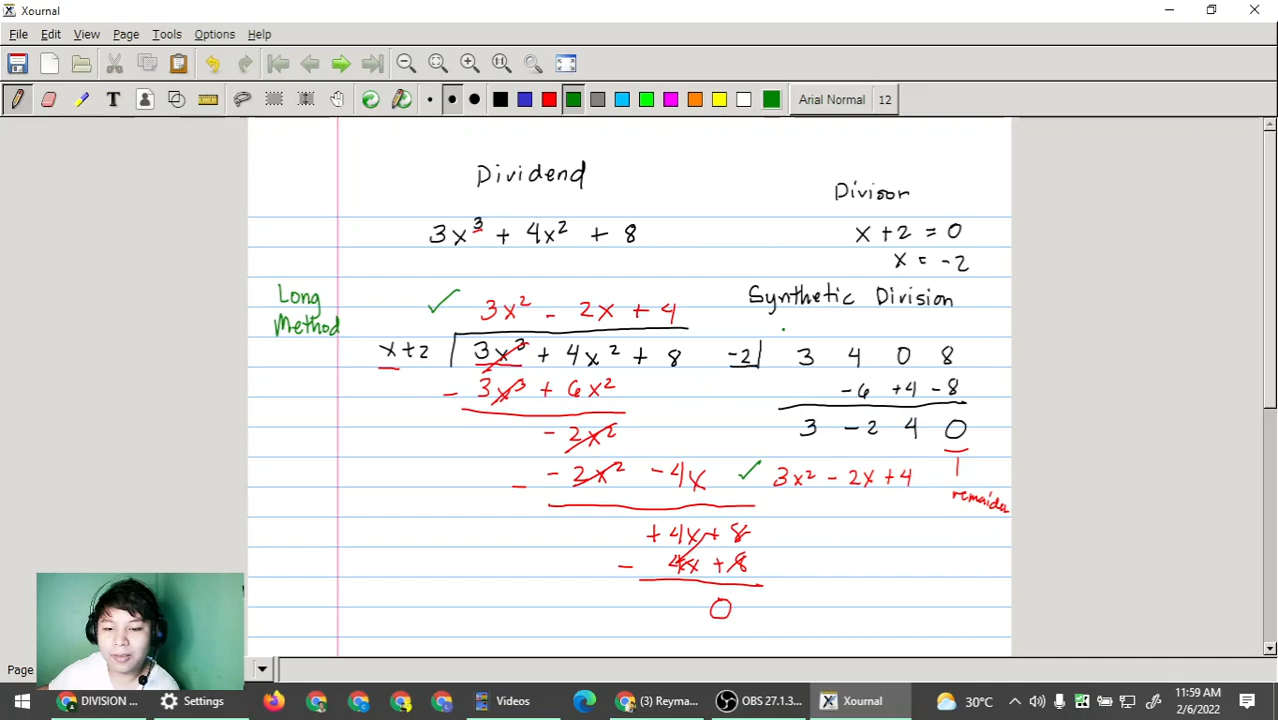 Xournal
File Edit View Page Tools Options Help
Arial Normal 12
Dividend
Divisor
3x³ + 4x² + 8
x + 2 = 0
x = -2
Long
Method
Synthetic Division
3x² - 2x + 4
x+2 3x³ + 4x² + 8
- 3x³ + 6x²
- 2x²
- - 2x² - 4x
+ 4x + 8
- 4x + 8
0
-2| 3 4 0 8
-6 +4 -8
3 -2 4 0
✓ 3x² - 2x + 4
remaider
Page
DIVISION ... Settings Videos (3) Reyma... OBS 27.1.3... Xournal 30°C 11:59 AM
2/6/2022